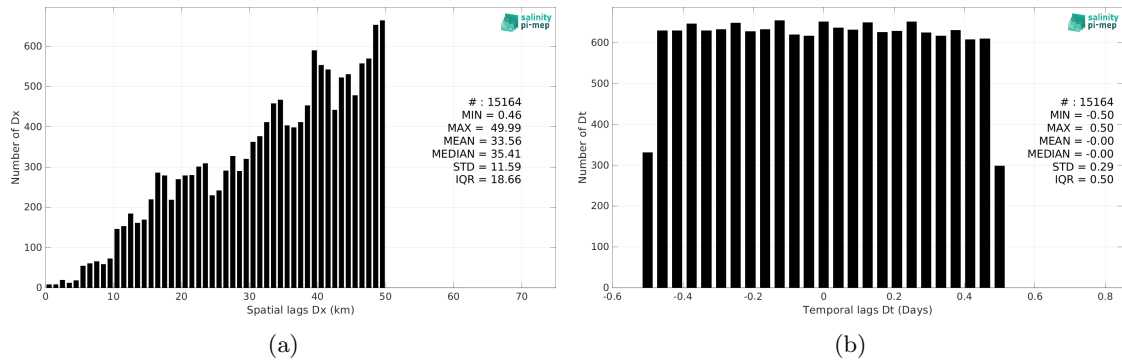 salinity
pi-mep
Number of Dx
600
500
400
300
200
100
0
# : 15164
MIN = 0.46
MAX = 49.99
MEAN = 33.56
MEDIAN = 35.41
STD = 11.59
IQR = 18.66
0 10 20 30 40 50 60 70
Spatial lags Dx (km)
(a)
salinity
pi-mep
Number of Dt
600
500
400
300
200
100
0
# : 15164
MIN = -0.50
MAX = 0.50
MEAN = -0.00
MEDIAN = -0.00
STD = 0.29
IQR = 0.50
-0.6 -0.4 -0.2 0 0.2 0.4 0.6 0.8
Temporal lags Dt (Days)
(b)